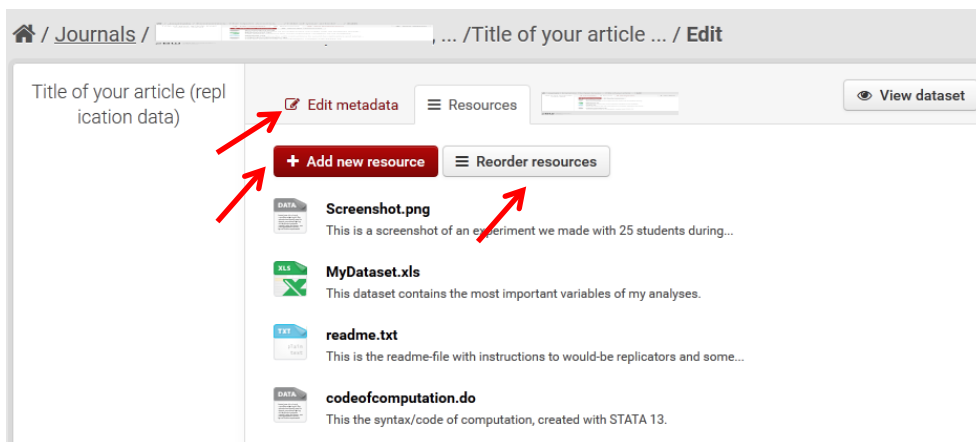 / Journals / , ... /Title of your article ... / Edit
Title of your article (repl
ication data)
Edit metadata
Resources
View dataset
+ Add new resource
Reorder resources
DATA
Screenshot.png
This is a screenshot of an experiment we made with 25 students during...
XLS
MyDataset.xls
This dataset contains the most important variables of my analyses.
TXT
readme.txt
This is the readme-file with instructions to would-be replicators and some...
DATA
codeofcomputation.do
This the syntax/code of computation, created with STATA 13.